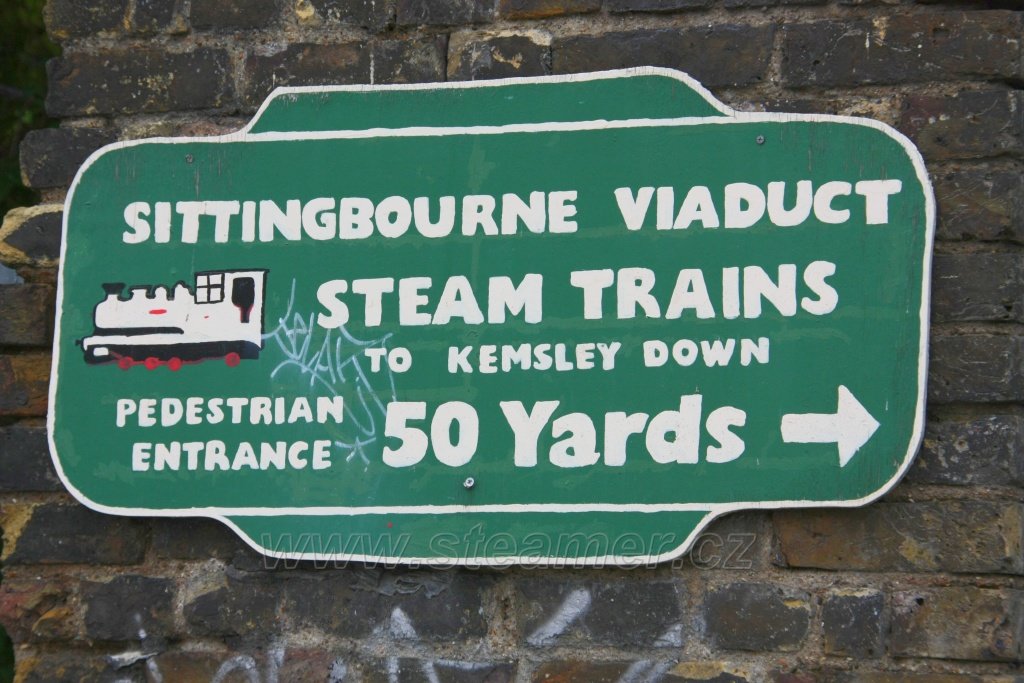 SITTINGBOURNE VIADUCT
STEAM TRAINS
TO KEMSLEY DOWN
PEDESTRIAN
ENTRANCE
50 Yards
www.steamer.cz